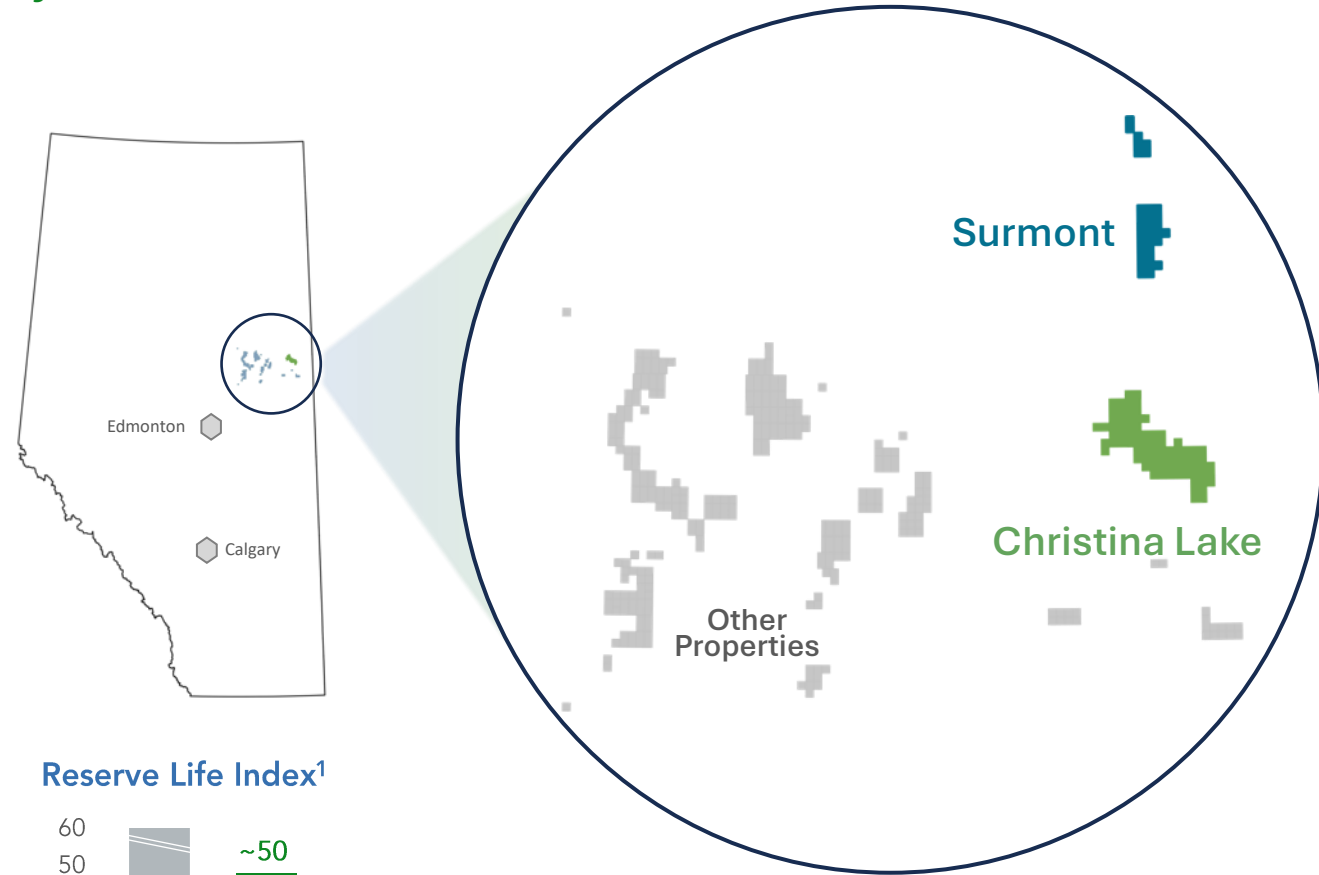 Surmont
Edmonton
Calgary
Christina Lake
Other
Properties
Reserve Life Index¹
60
~50
50